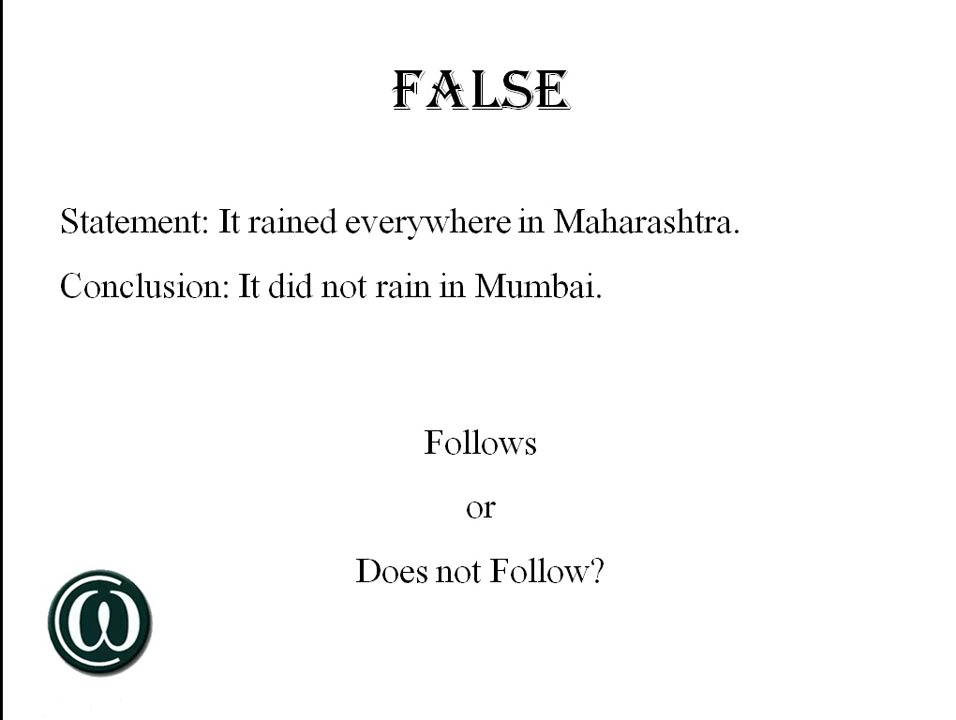 FALSE
Statement: It rained everywhere in Maharashtra.
Conclusion: It did not rain in Mumbai.
Follows
or
Does not Follow?